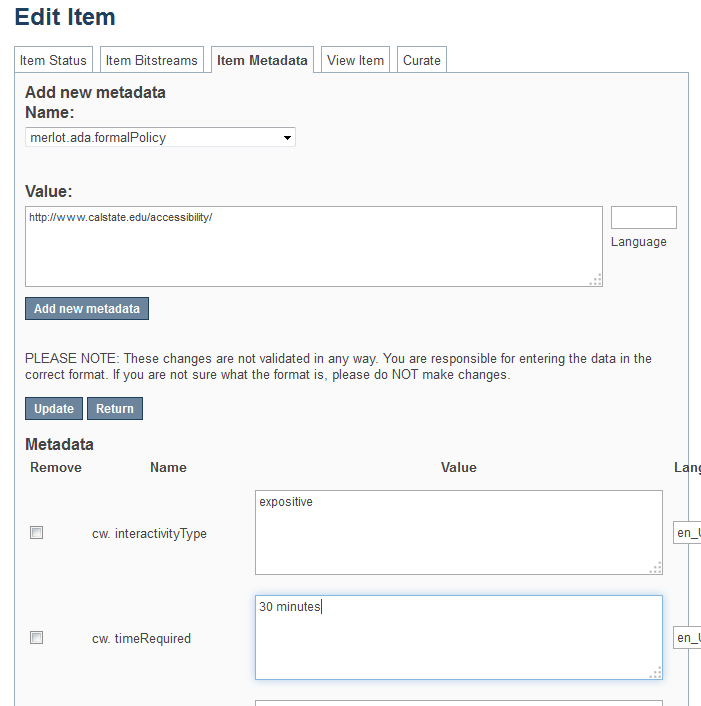 Edit Item
Item Status Item Bitstreams Item Metadata View Item Curate
Add new metadata
Name:
merlot.ada.formalPolicy
Value:
http://www.calstate.edu/accessibility/
Language
Add new metadata
PLEASE NOTE: These changes are not validated in any way. You are responsible for entering the data in the
correct format. If you are not sure what the format is, please do NOT make changes.
Update Return
Metadata
Remove Name Value Lang
expositive
cw. interactivityType en_U
30 minutes
cw. timeRequired en_U